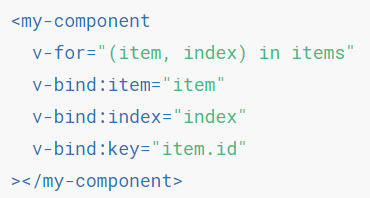 <my-component
  v-for="(item, index) in items"
  v-bind:item="item"
  v-bind:index="index"
  v-bind:key="item.id"
></my-component>